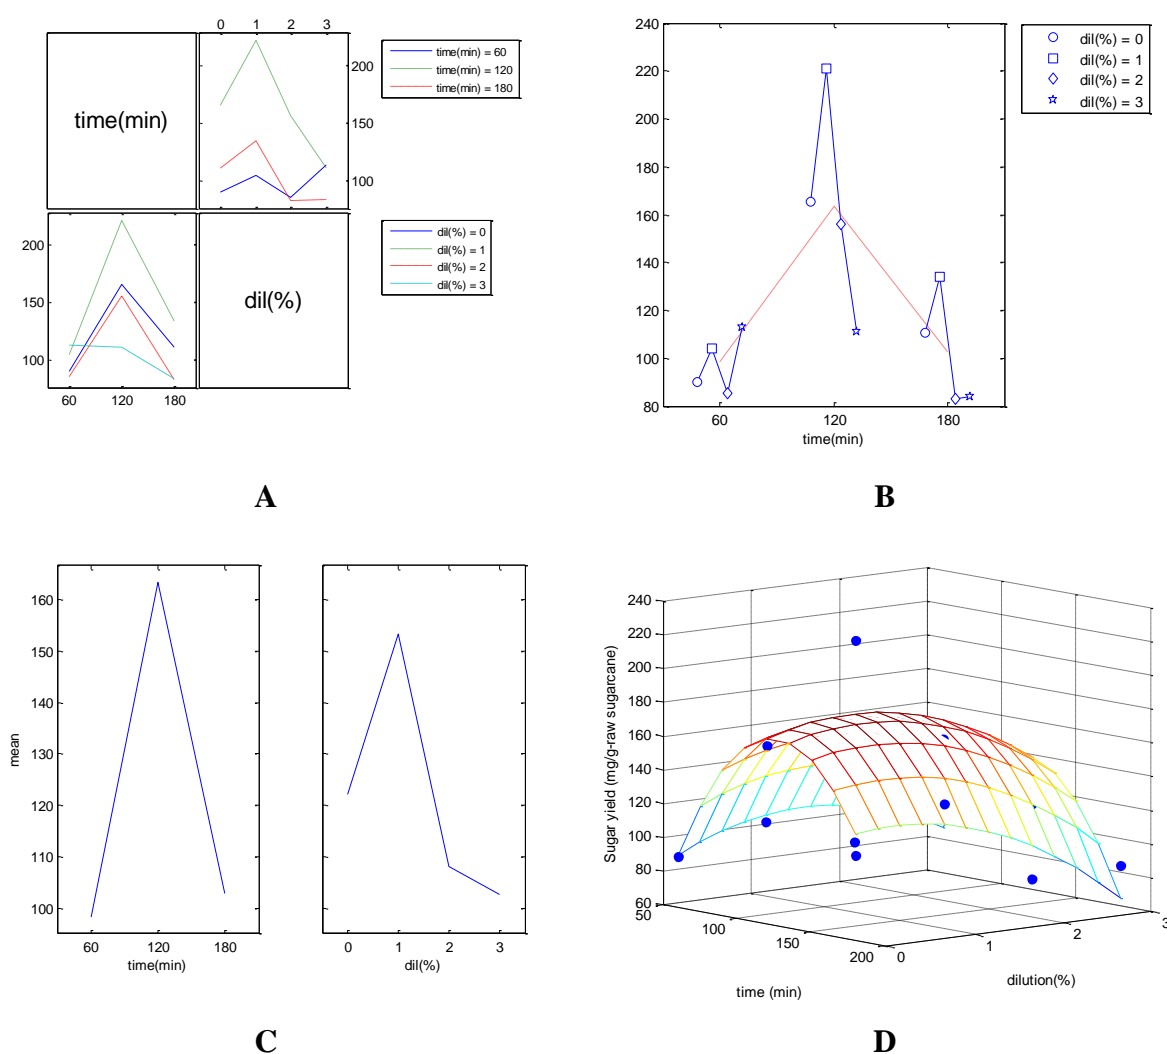 0 1 2 3
time(min)
200
150
100
time(min) = 60
time(min) = 120
time(min) = 180
200
150
100
60 120 180
dil(%)
dil(%) = 0
dil(%) = 1
dil(%) = 2
dil(%) = 3
A
240
220
200
180
160
140
120
100
80
60 120 180
time(min)
dil(%) = 0
dil(%) = 1
dil(%) = 2
dil(%) = 3
B
mean
160
150
140
130
120
110
100
60 120 180
time(min)
0 1 2 3
dil(%)
C
Sugar yield (mg/g-raw sugarcane)
240
220
200
180
160
140
120
100
80
60
50
100
150
200
time (min)
0
1
2
3
dilution(%)
D